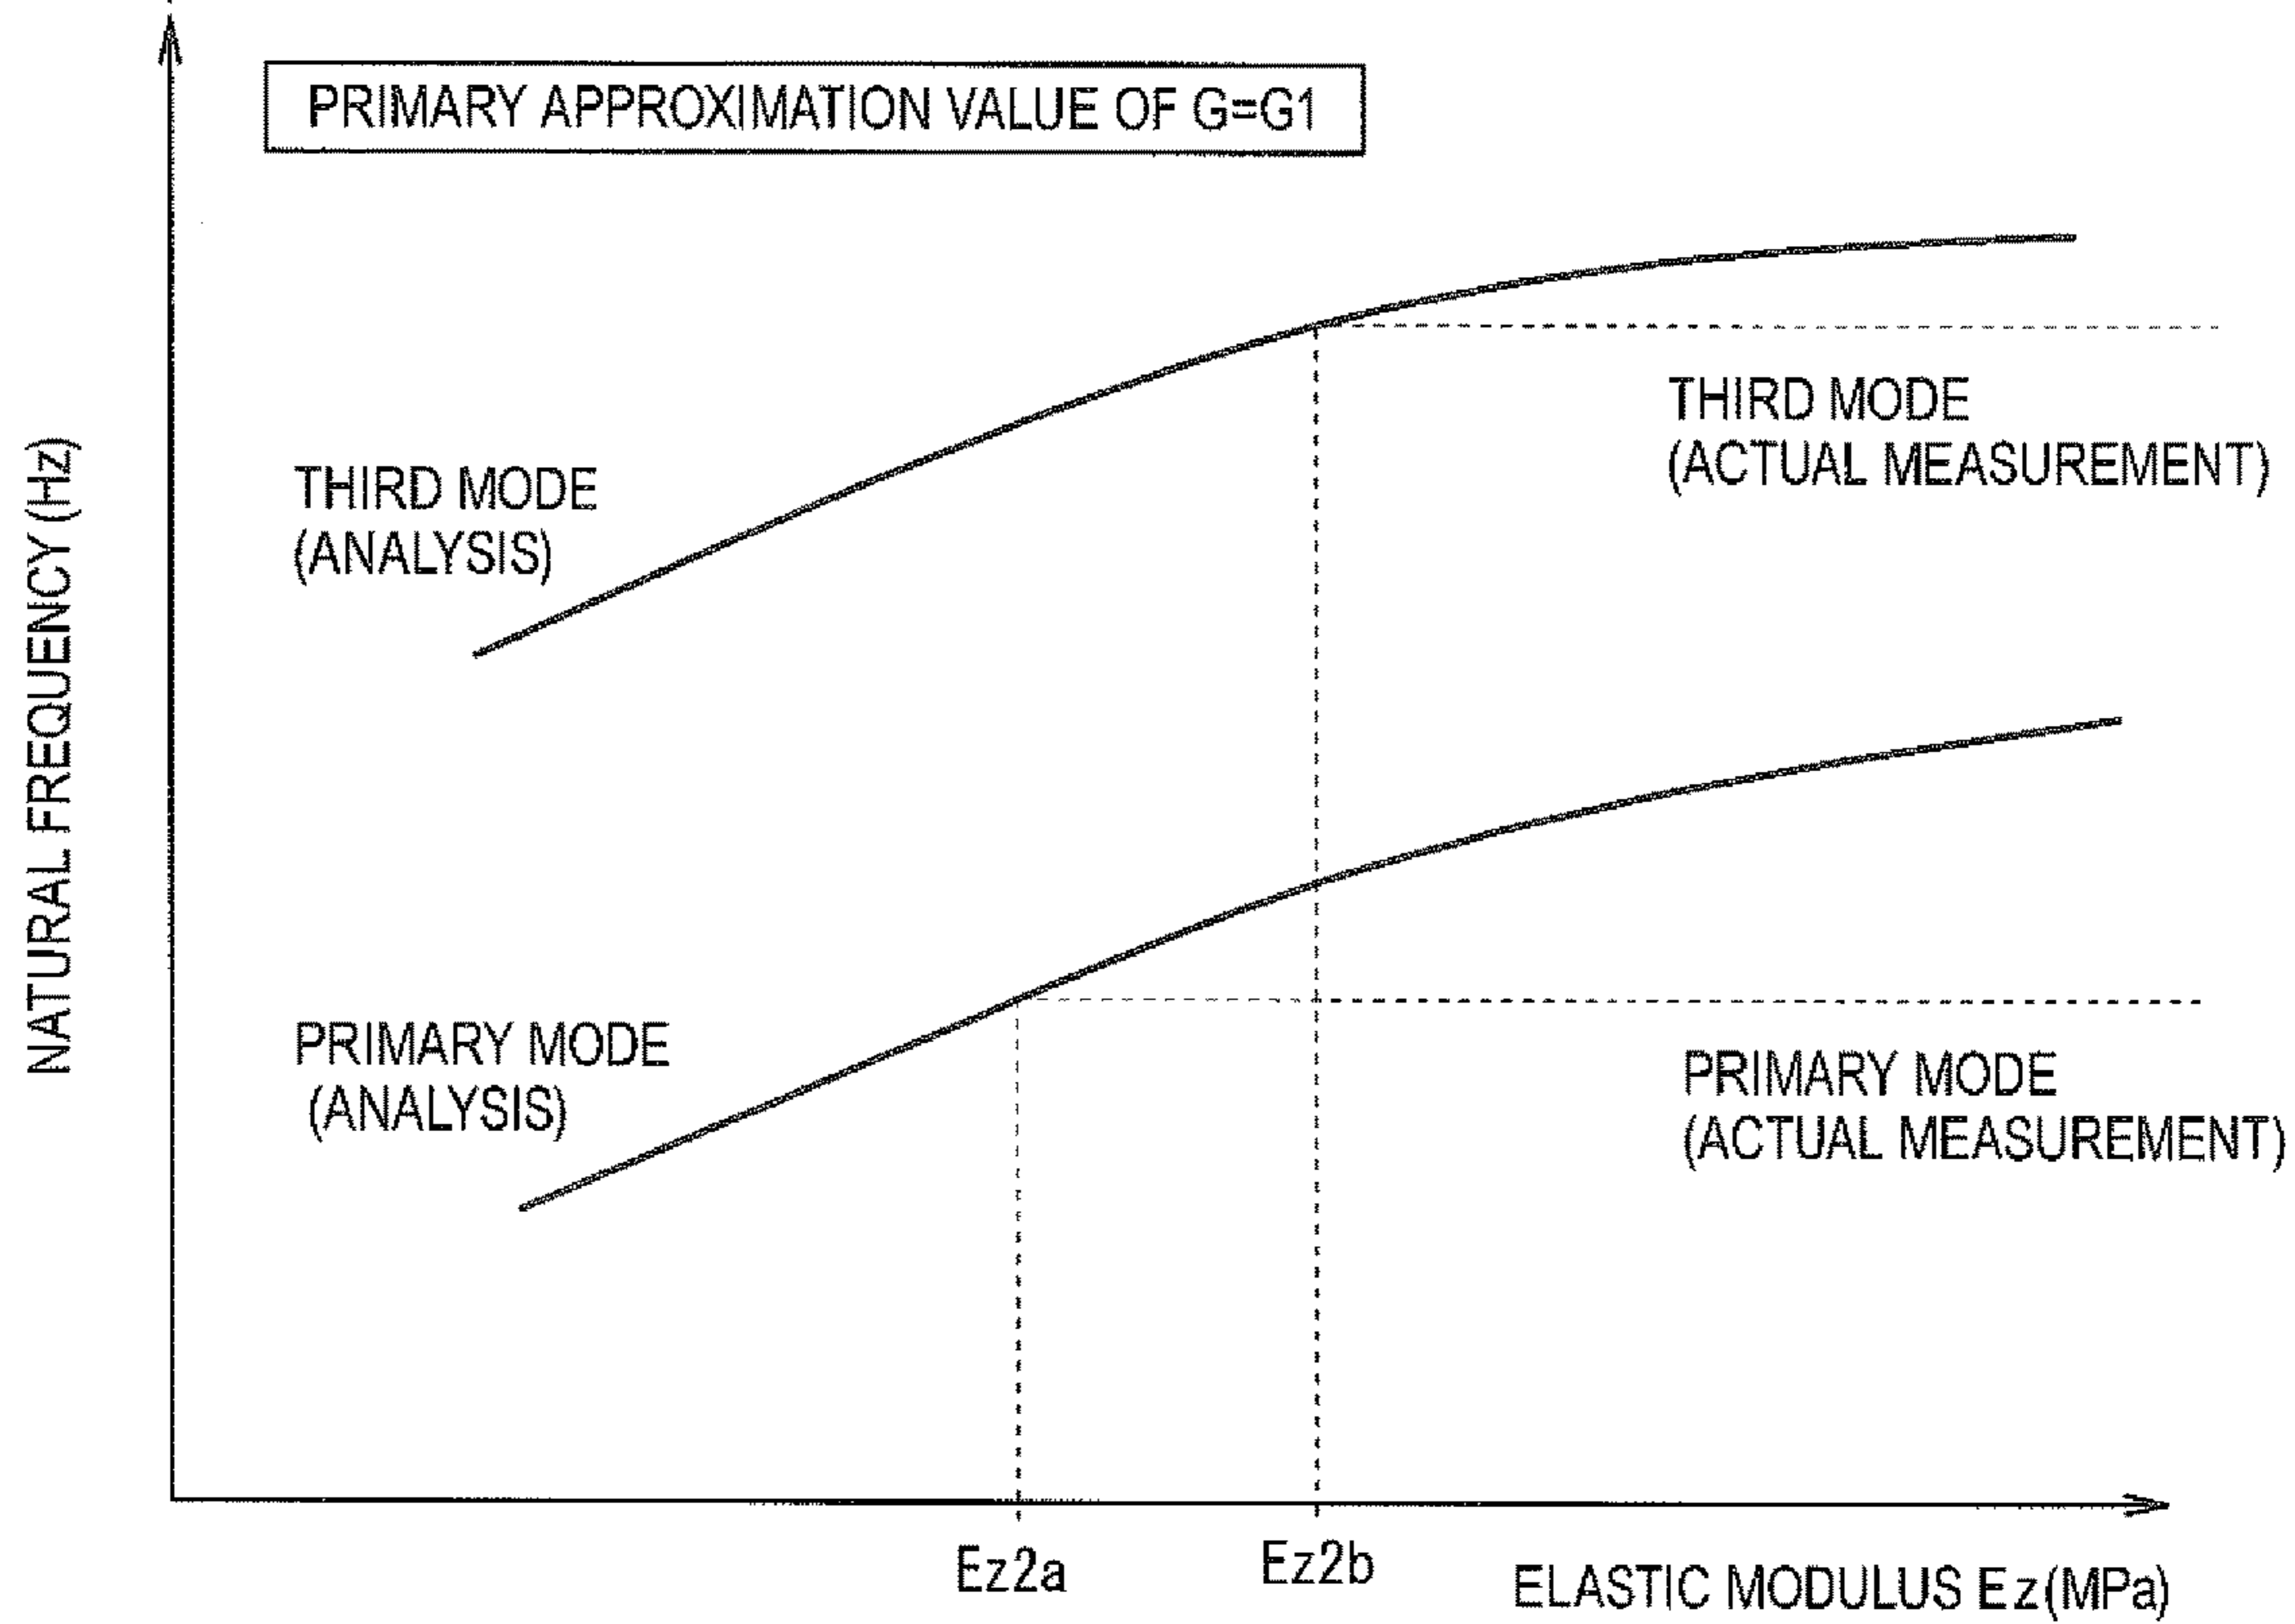 PRIMARY APPROXIMATION VALUE OF G=G1
NATURAL FREQUENCY (Hz)
THIRD MODE
(ANALYSIS)
THIRD MODE
(ACTUAL MEASUREMENT)
PRIMARY MODE
(ANALYSIS)
PRIMARY MODE
(ACTUAL MEASUREMENT)
Ez2a
Ez2b
ELASTIC MODULUS Ez(MPa)